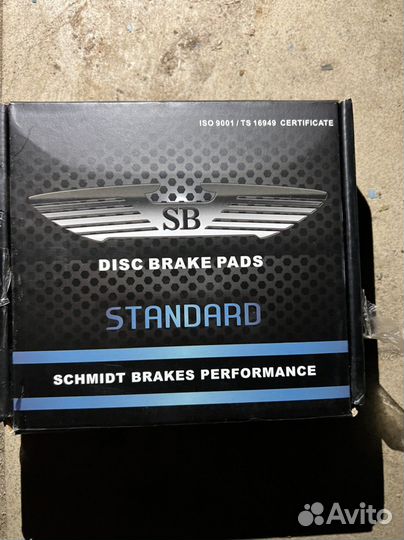 ISO 9001 / TS 16949 CERTIFICATE
SB
DISC BRAKE PADS
STANDARD
SCHMIDT BRAKES PERFORMANCE
Avito